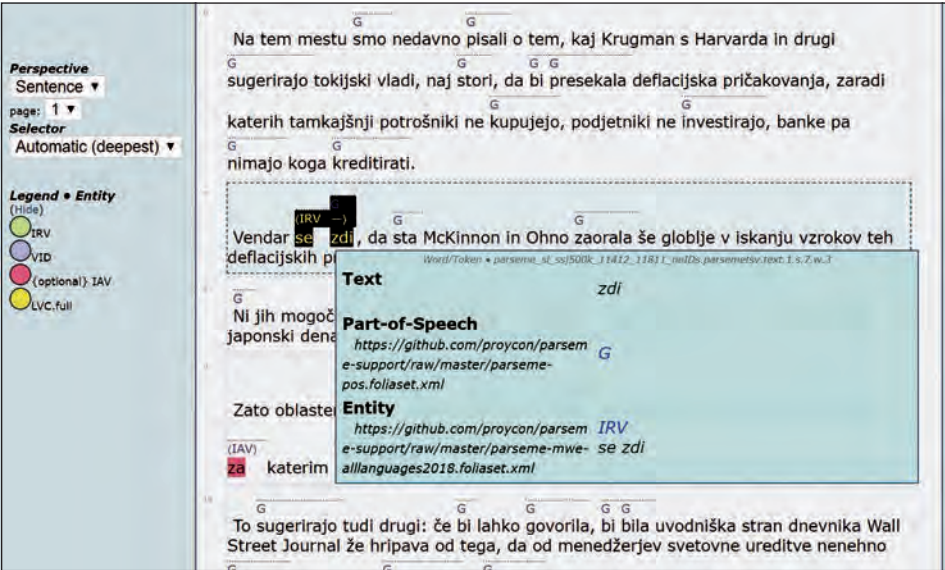 Perspective
Sentence ▼
page: 1 ▼
Selector
Automatic (deepest) ▼
Legend • Entity
(Hide)
IRV
VID
{optional} IAV
LVC.full
G G
Na tem mestu smo nedavno pisali o tem, kaj Krugman s Harvarda in drugi
G G G G
sugerirajo tokijski vladi, naj stori, da bi presekala deflacijska pričakovanja, zaradi
G G
katerih tamkajšnji potrošniki ne kupujejo, podjetniki ne investirajo, banke pa
G G
nimajo koga kreditirati.
(IRV —) G G
Vendar se zdi, da sta McKinnon in Ohno zaorala še globlje v iskanju vzrokov teh
deflacijskih
Word/Token • parseme_sl_ssj500k_11412_11811_noIDs.parsemetsv.text.1.s.7.w.3
Text
zdi
Part-of-Speech
https://github.com/proycon/parsem
e-support/raw/master/parseme-
pos.foliaset.xml
G
Entity
https://github.com/proycon/parsem
e-support/raw/master/parseme-mwe-
alllanguages2018.foliaset.xml
IRV
se zdi
G
Ni jih mogoč
japonski dena
Zato oblaste
(IAV)
za katerim
G G G G G
To sugerirajo tudi drugi: če bi lahko govorila, bi bila uvodniška stran dnevnika Wall
Street Journal že hripava od tega, da od menedžerjev svetovne ureditve nenehno
G G G